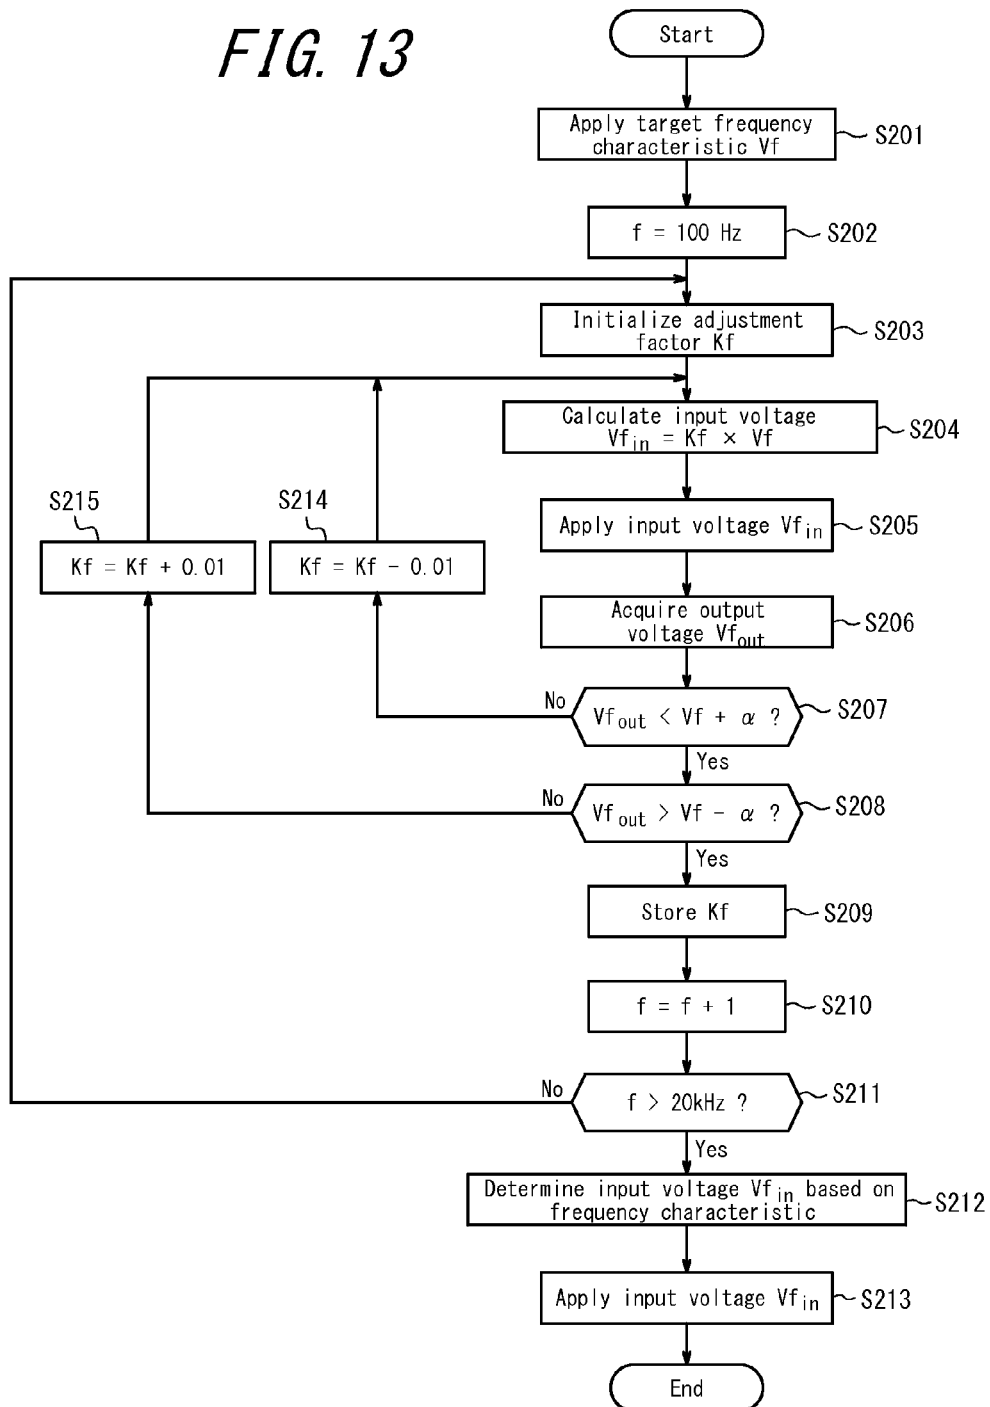 FIG. 13
Start
Apply target frequency
characteristic Vf
S201
f = 100 Hz
S202
Initialize adjustment
factor Kf
S203
Calculate input voltage
Vfin = Kf × Vf
S204
S215
S214
Kf = Kf + 0.01
Kf = Kf - 0.01
Apply input voltage Vfin
S205
Acquire output
voltage Vfout
S206
No
Vfout < Vf + α ?
S207
Yes
No
Vfout > Vf - α ?
S208
Yes
Store Kf
S209
f = f + 1
S210
No
f > 20kHz ?
S211
Yes
Determine input voltage Vfin based on
frequency characteristic
S212
Apply input voltage Vfin
S213
End